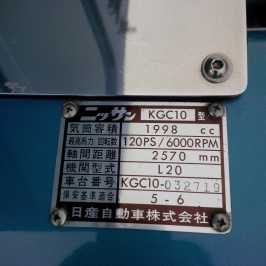 ニッサン KGC10 型
気筒容積 1998 cc
最高馬力/回転数 120PS/6000RPM
軸間距離 2570 mm
機関型式 L20
車台番号 KGC10-032719
保安基準適合 5-6
日産自動車株式会社